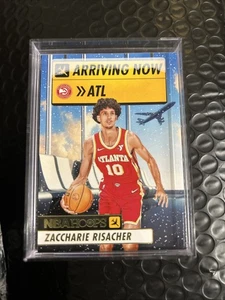 ARRIVING NOW
>>ATL
ATLANTA
10
NBA HOOPS
ZACCHARIE RISACHER